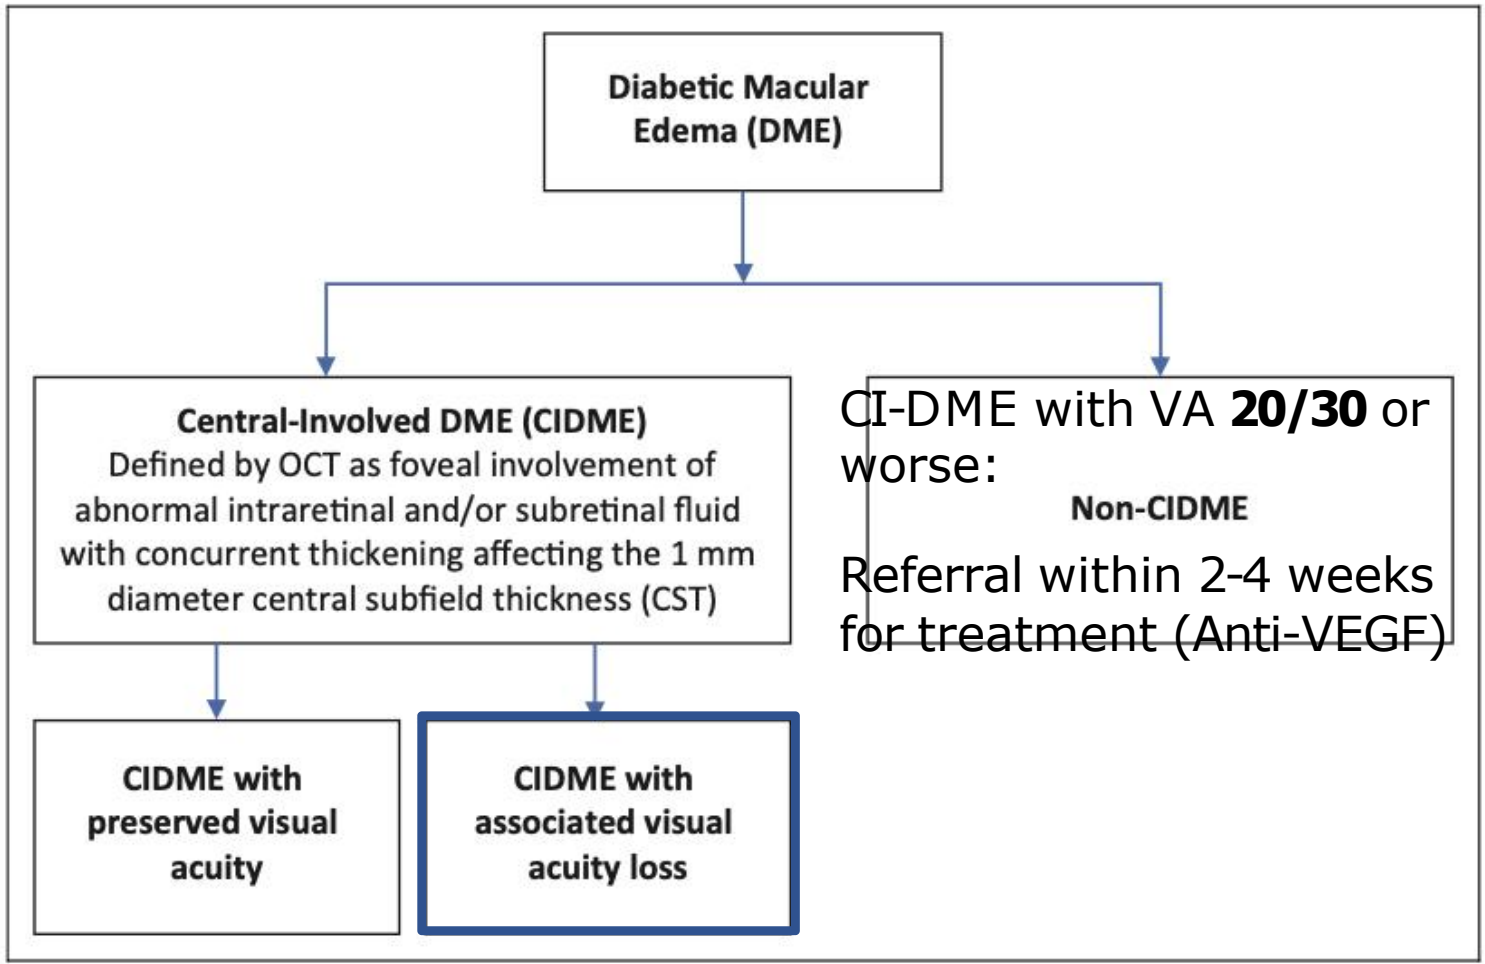 Diabetic Macular
Edema (DME)
Central-Involved DME (CIDME)
Defined by OCT as foveal involvement of
abnormal intraretinal and/or subretinal fluid
with concurrent thickening affecting the 1 mm
diameter central subfield thickness (CST)
CI-DME with VA 20/30 or
worse:
Non-CIDME
Referral within 2-4 weeks
for treatment (Anti-VEGF)
CIDME with
preserved visual
acuity
CIDME with
associated visual
acuity loss